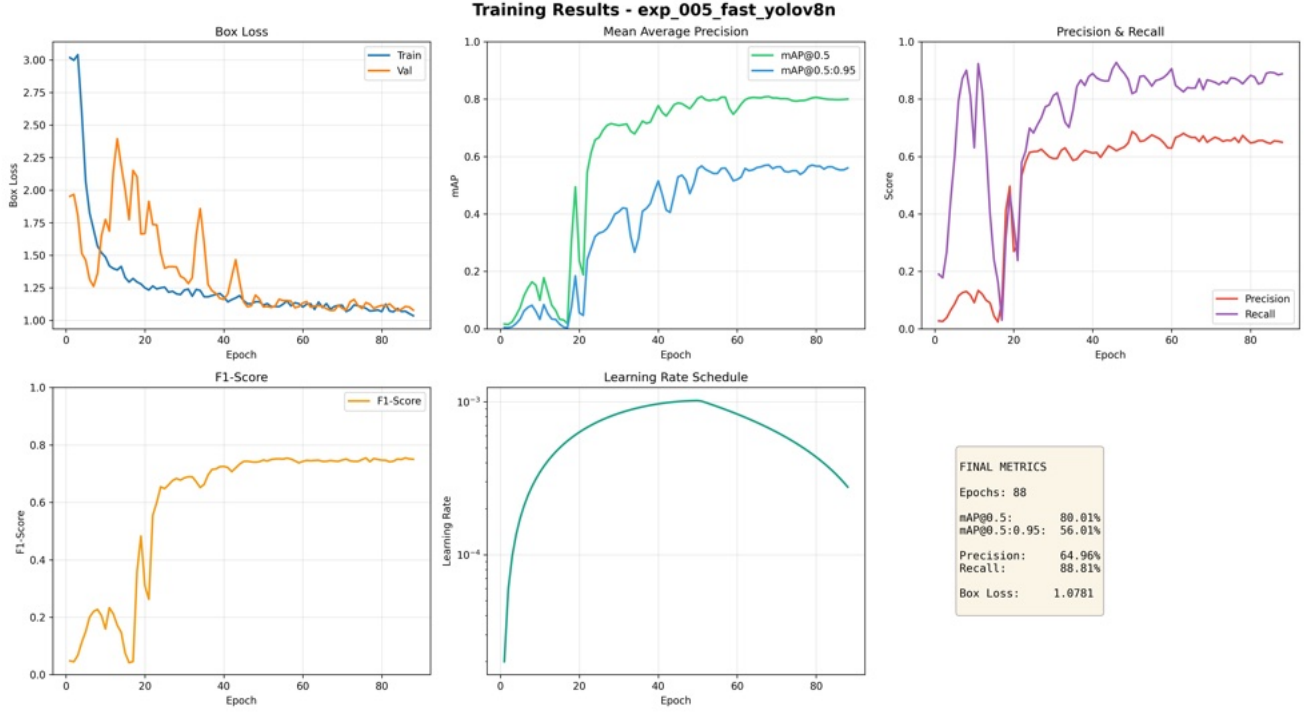 Training Results - exp_005_fast_yolov8n
Box Loss
Train
Val
3.00
2.75
2.50
2.25
2.00
1.75
1.50
1.25
1.00
Box Loss
0 20 40 60 80
Epoch
Mean Average Precision
mAP@0.5
mAP@0.5:0.95
1.0
0.8
0.6
0.4
0.2
0.0
mAP
0 20 40 60 80
Epoch
Precision & Recall
1.0
0.8
0.6
0.4
0.2
0.0
Score
Precision
Recall
0 20 40 60 80
Epoch
F1-Score
F1-Score
1.0
0.8
0.6
0.4
0.2
0.0
F1-Score
0 20 40 60 80
Epoch
Learning Rate Schedule
10⁻³
10⁻⁴
Learning Rate
0 20 40 60 80
Epoch
FINAL METRICS
Epochs: 88
mAP@0.5: 80.01%
mAP@0.5:0.95: 56.01%
Precision: 64.96%
Recall: 88.81%
Box Loss: 1.0781